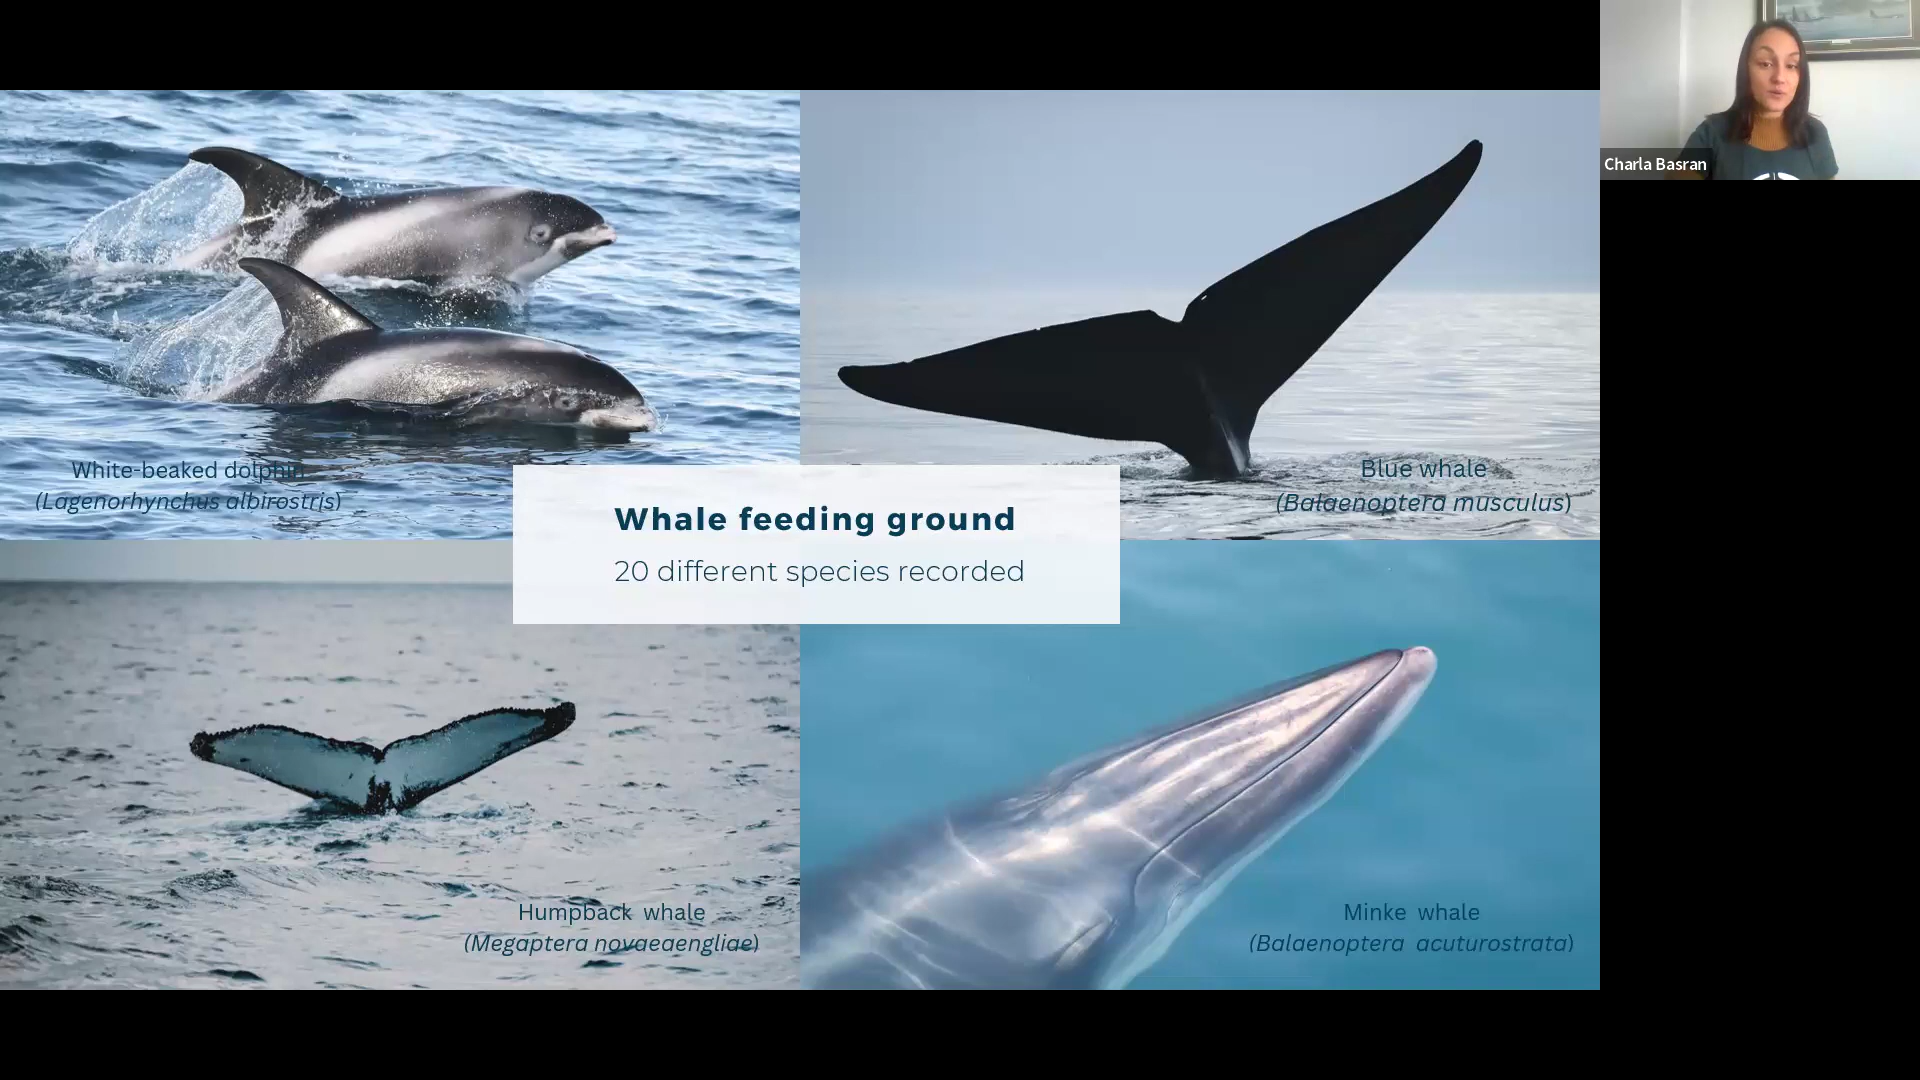 Charla Basran
White-beaked dolphin
(Lagenorhynchus albirostris)
Blue whale
(Balaenoptera musculus)
Whale feeding ground
20 different species recorded
Humpback whale
(Megaptera novaeaengliae)
Minke whale
(Balaenoptera acuturostrata)